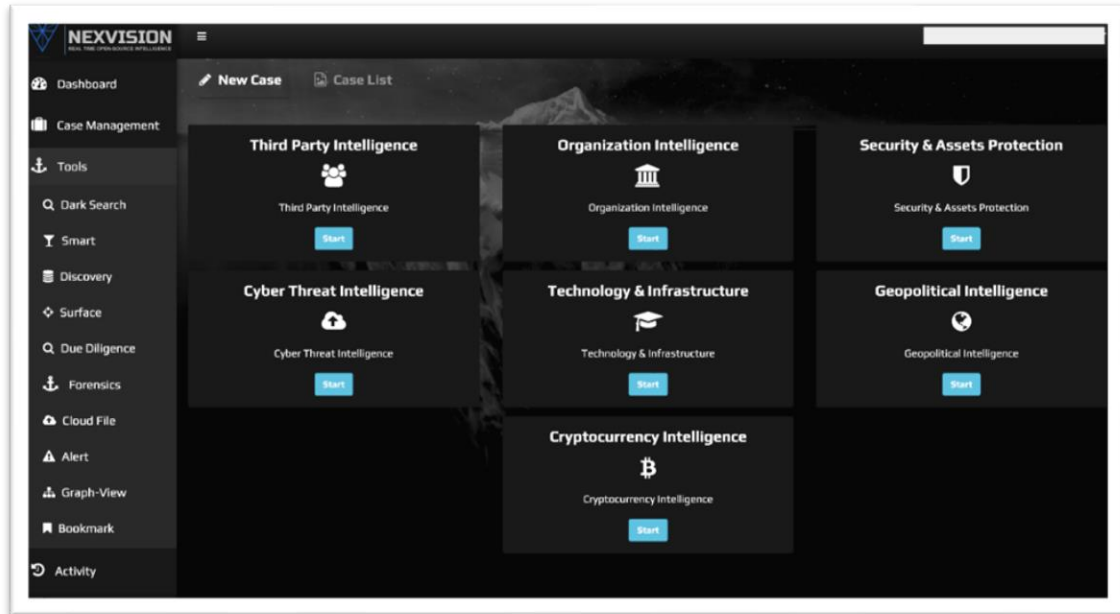 NEXVISION
REAL TIME OPEN-SOURCE INTELLIGENCE
Dashboard
Case Management
Tools
Dark Search
Smart
Discovery
Surface
Due Diligence
Forensics
Cloud File
Alert
Graph-View
Bookmark
Activity
New Case
Case List
Third Party Intelligence
Third Party Intelligence
Start
Organization Intelligence
Organization Intelligence
Start
Security & Assets Protection
Security & Assets Protection
Start
Cyber Threat Intelligence
Cyber Threat Intelligence
Start
Technology & Infrastructure
Technology & Infrastructure
Start
Geopolitical Intelligence
Geopolitical Intelligence
Start
Cryptocurrency Intelligence
Cryptocurrency Intelligence
Start